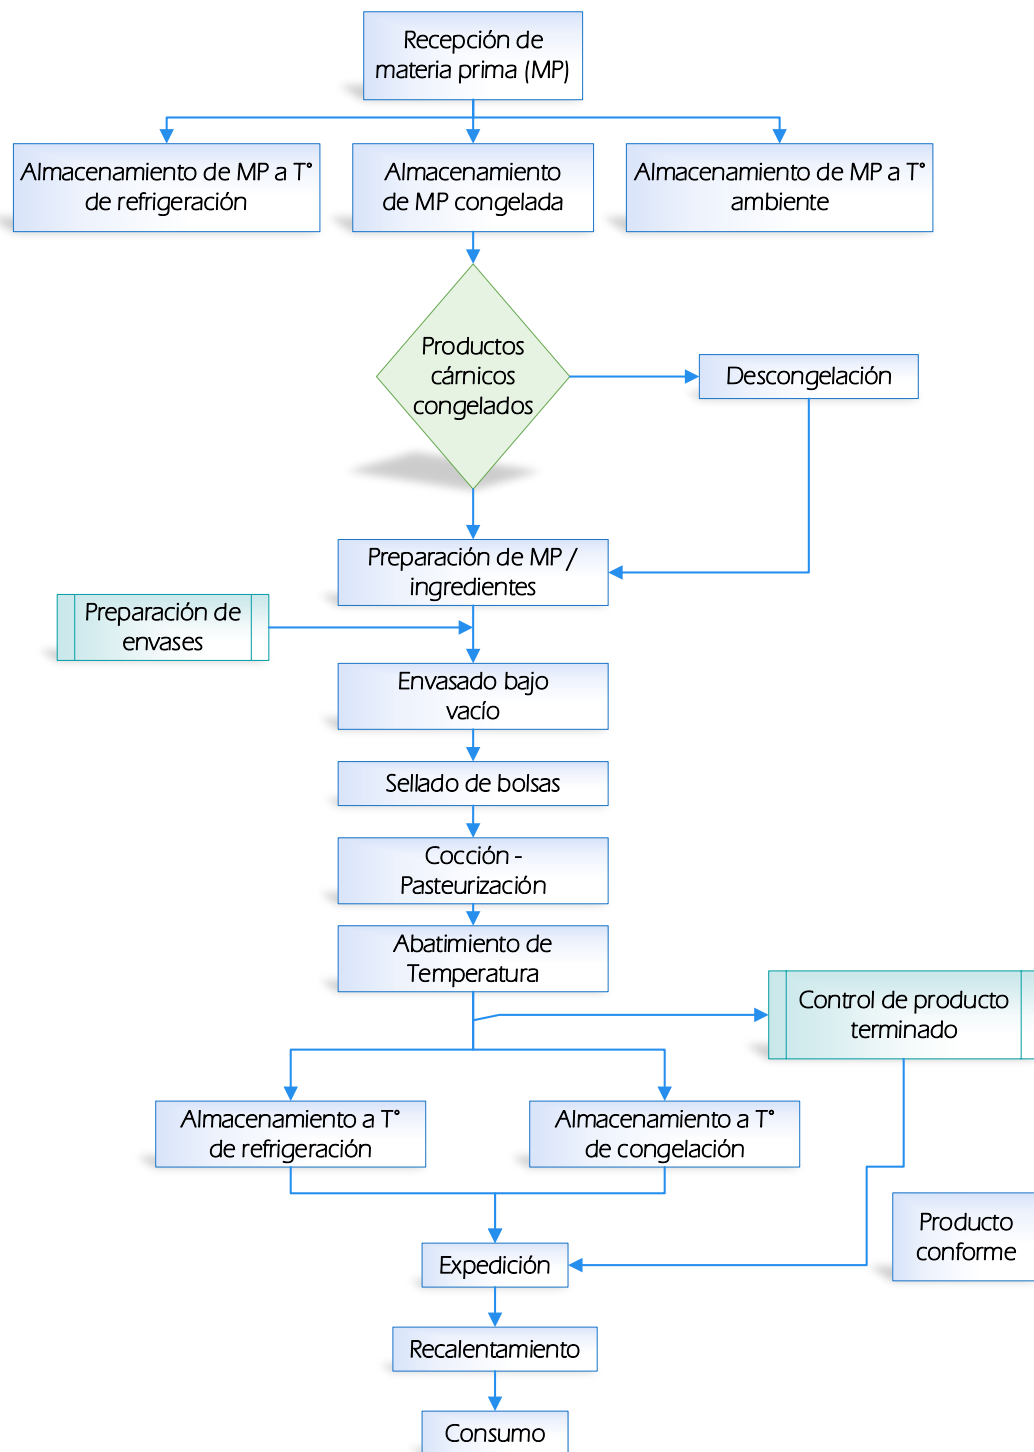 Recepción de
materia prima (MP)
Almacenamiento de MP a T°
de refrigeración
Almacenamiento
de MP congelada
Almacenamiento de MP a T°
ambiente
Productos
cárnicos
congelados
Descongelación
Preparación de MP /
ingredientes
Preparación de
envases
Envasado bajo
vacío
Sellado de bolsas
Cocción -
Pasteurización
Abatimiento de
Temperatura
Control de producto
terminado
Almacenamiento a T°
de refrigeración
Almacenamiento a T°
de congelación
Producto
conforme
Expedición
Recalentamiento
Consumo